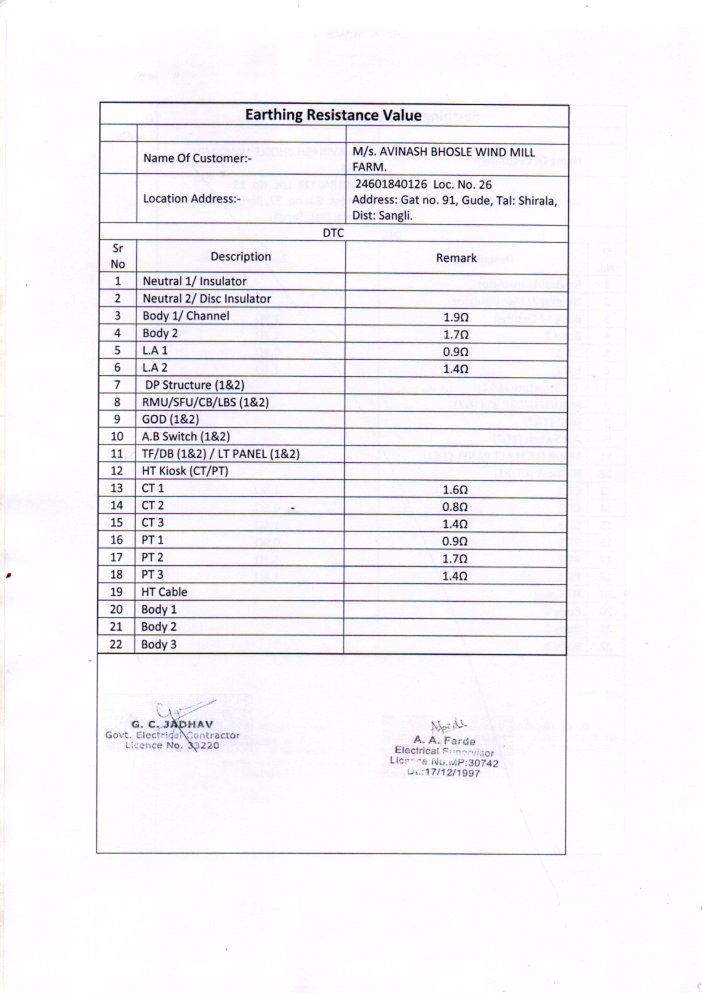 Earthing Resistance Value
Name Of Customer:- M/s. AVINASH BHOSLE WIND MILL
FARM.
Location Address:- 24601840126 Loc. No. 26
Address: Gat no. 91, Gude, Tal: Shirala,
Dist: Sangli.
DTC
Sr No Description Remark
1 Neutral 1/ Insulator
2 Neutral 2/ Disc Insulator
3 Body 1/ Channel 1.9Ω
4 Body 2 1.7Ω
5 L.A 1 0.9Ω
6 L.A 2 1.4Ω
7 DP Structure (1&2)
8 RMU/SFU/CB/LBS (1&2)
9 GOD (1&2)
10 A.B Switch (1&2)
11 TF/DB (1&2) / LT PANEL (1&2)
12 HT Kiosk (CT/PT)
13 CT 1 1.6Ω
14 CT 2 - 0.8Ω
15 CT 3 1.4Ω
16 PT 1 0.9Ω
17 PT 2 1.7Ω
18 PT 3 1.4Ω
19 HT Cable
20 Body 1
21 Body 2
22 Body 3
G. C. JADHAV
Govt. Electrical Contractor
Licence No. 33220
A. A. Farde
Electrical Supervisor
Licence No.MP:30742
Dt.:17/12/1997